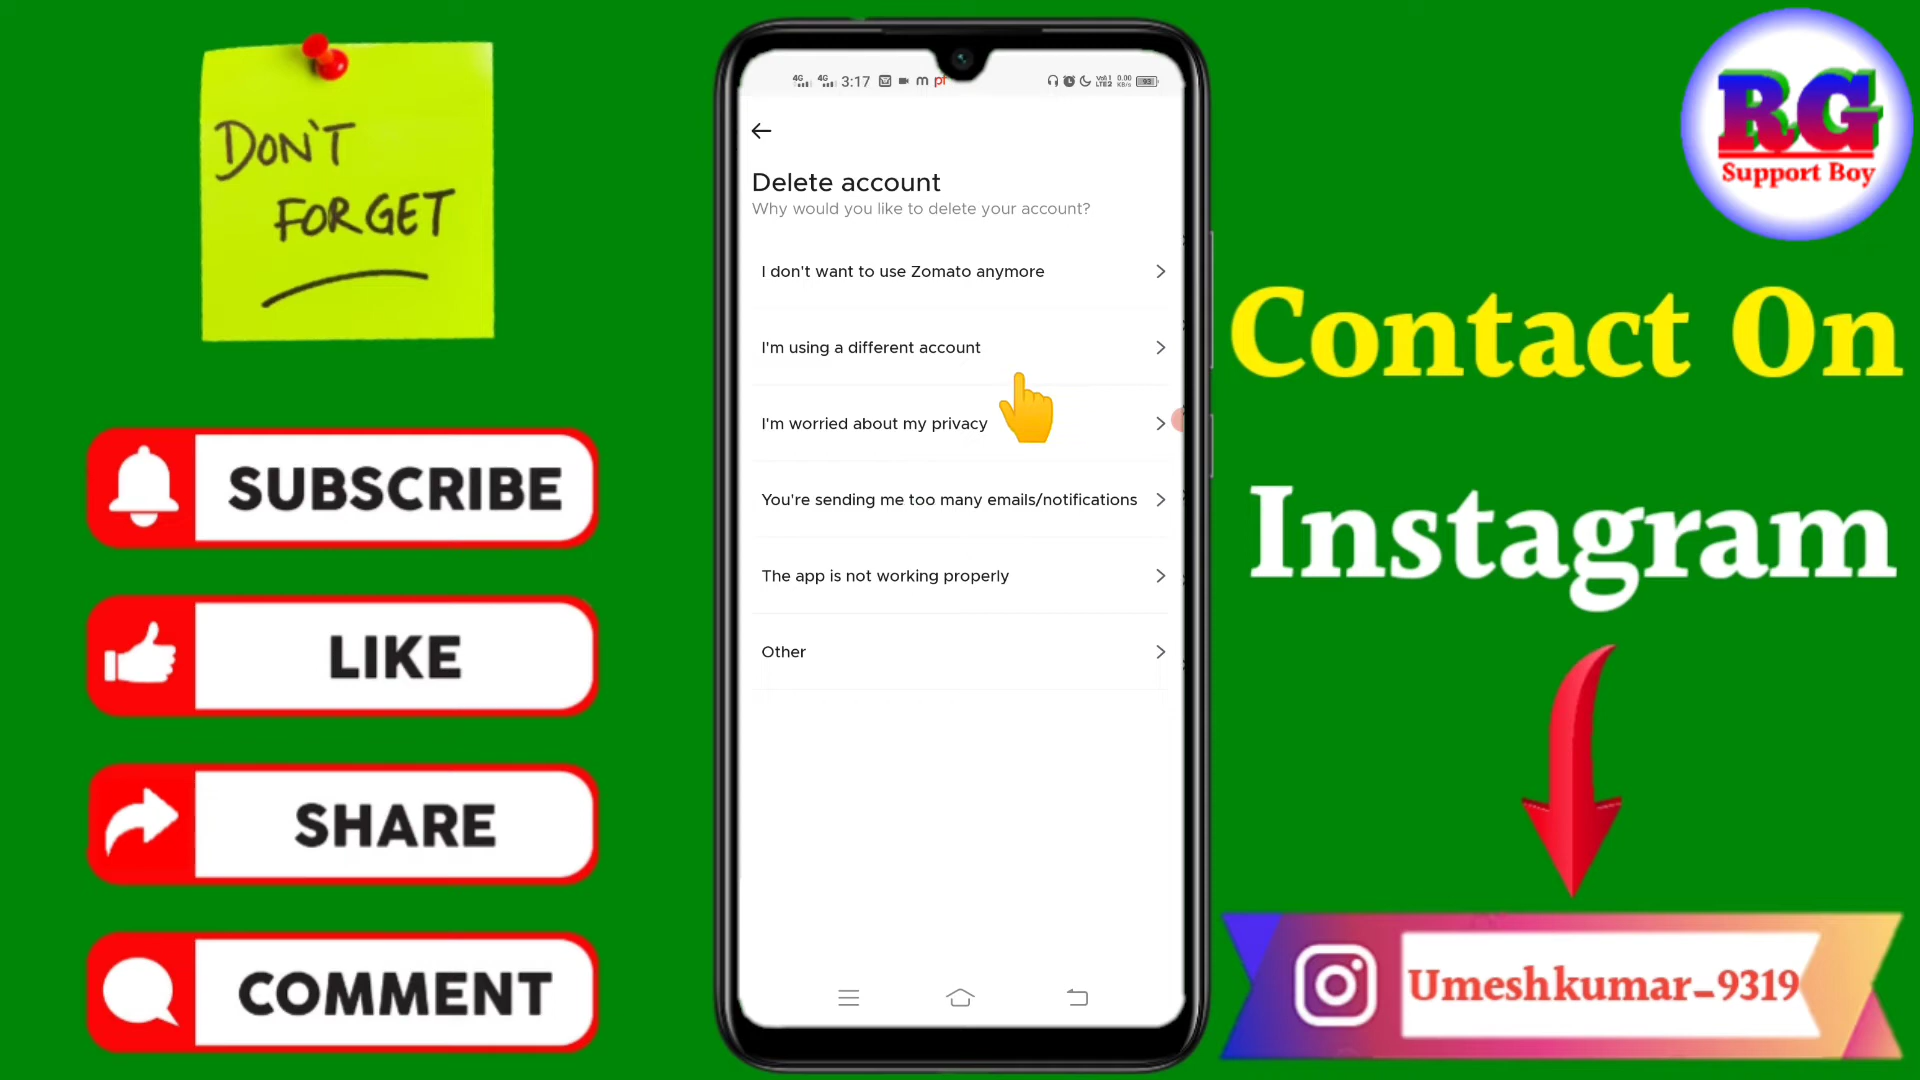 DON'T
FORGET
SUBSCRIBE
LIKE
SHARE
COMMENT
3:17
Delete account
Why would you like to delete your account?
I don't want to use Zomato anymore
I'm using a different account
I'm worried about my privacy
You're sending me too many emails/notifications
The app is not working properly
Other
RG
Support Boy
Contact On
Instagram
Umeshkumar-9319